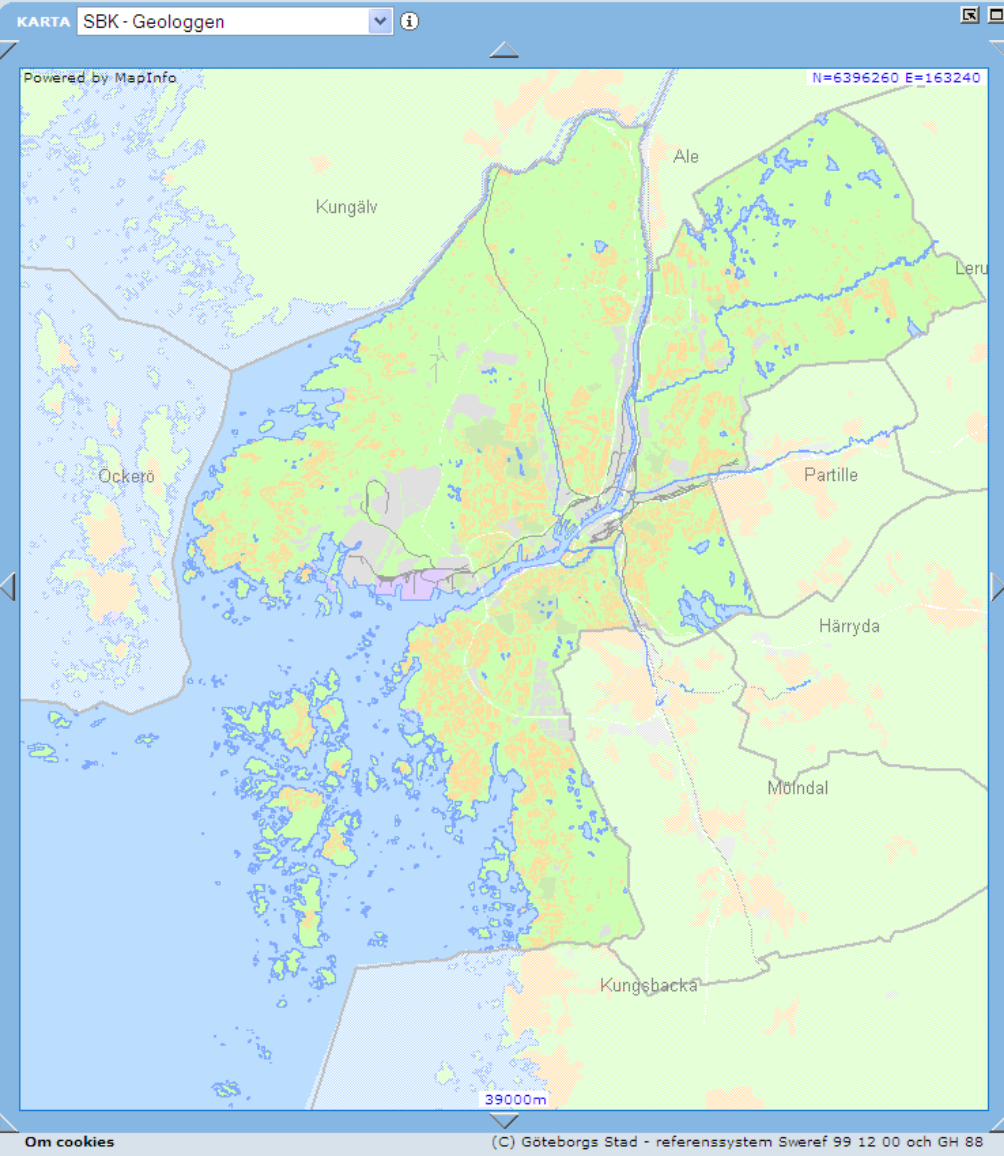 KARTA SBK - Geologgen
Powered by MapInfo
N=6396260 E=163240
Ale
Kungälv
Leru
Öckerö
Partille
Härryda
Mölndal
Kungsbacka
39000m
Om cookies
(C) Göteborgs Stad - referenssystem Sweref 99 12 00 och GH 88